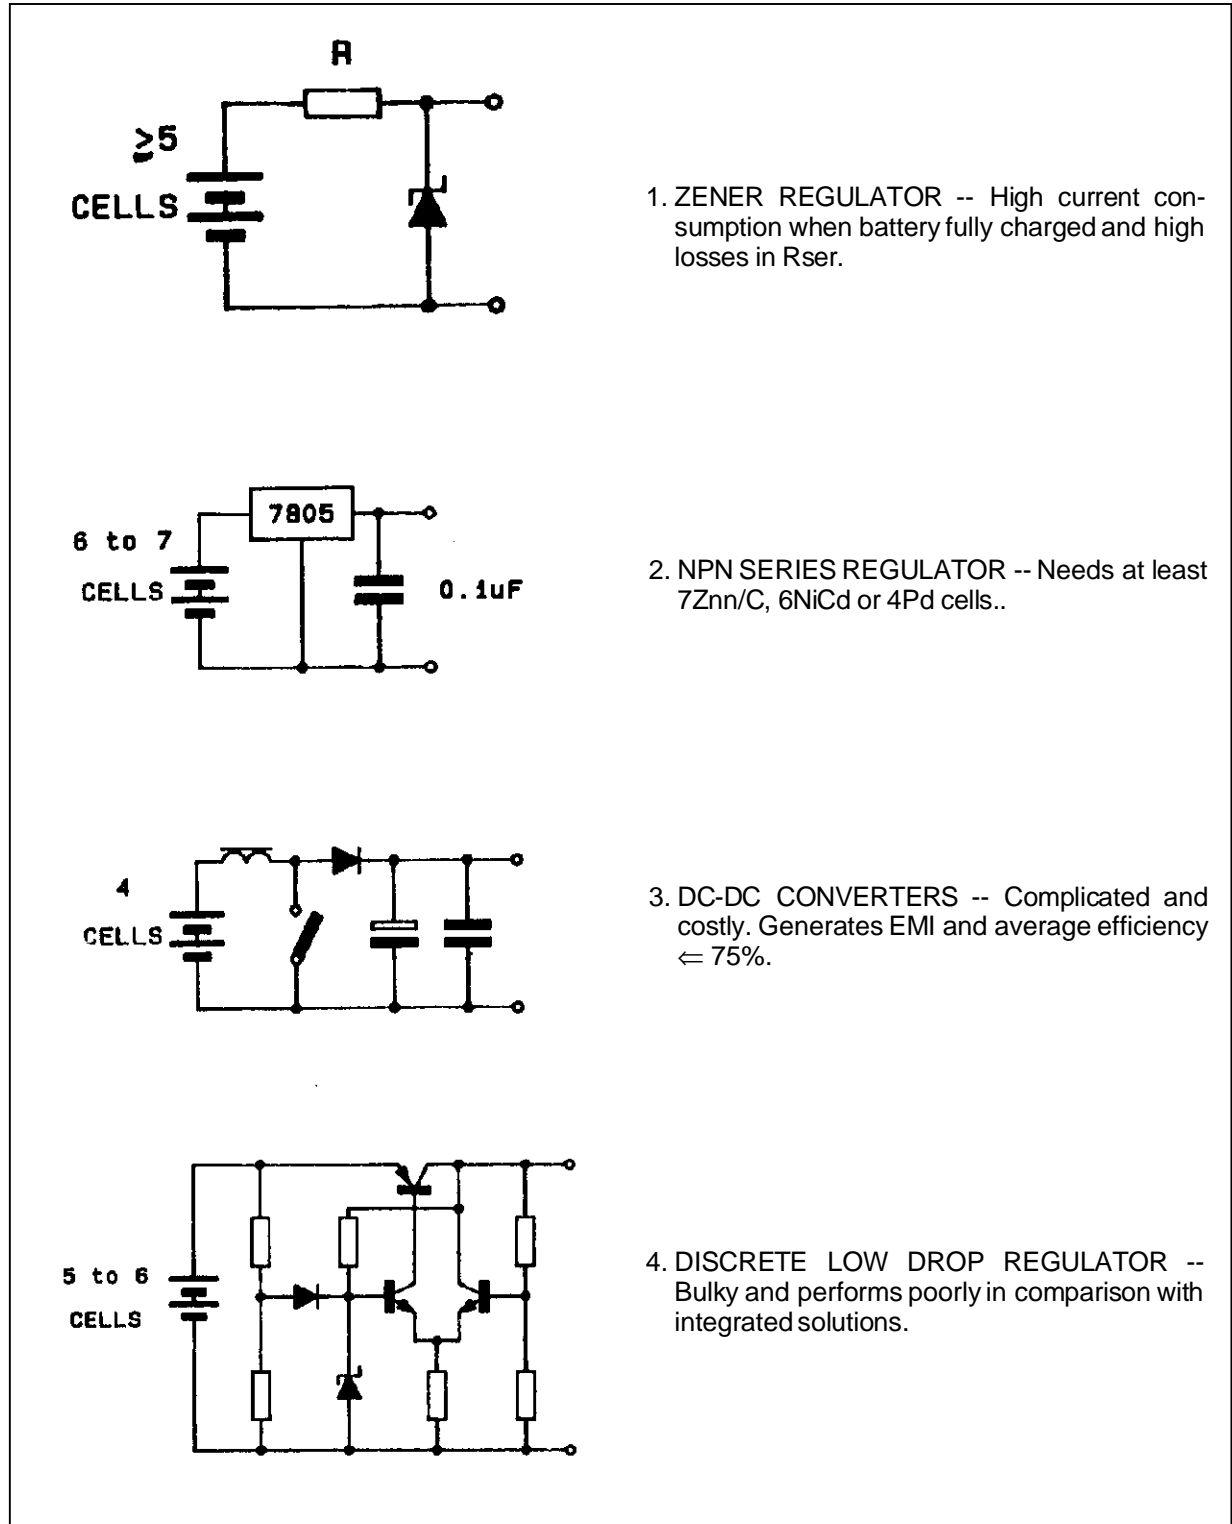 R
≥5
CELLS
1. ZENER REGULATOR -- High current con-
sumption when battery fully charged and high
losses in Rser.
7805
6 to 7
CELLS
0.1uF
2. NPN SERIES REGULATOR -- Needs at least
7Znn/C, 6NiCd or 4Pd cells..
4
CELLS
3. DC-DC CONVERTERS -- Complicated and
costly. Generates EMI and average efficiency
⇐ 75%.
5 to 6
CELLS
4. DISCRETE LOW DROP REGULATOR --
Bulky and performs poorly in comparison with
integrated solutions.